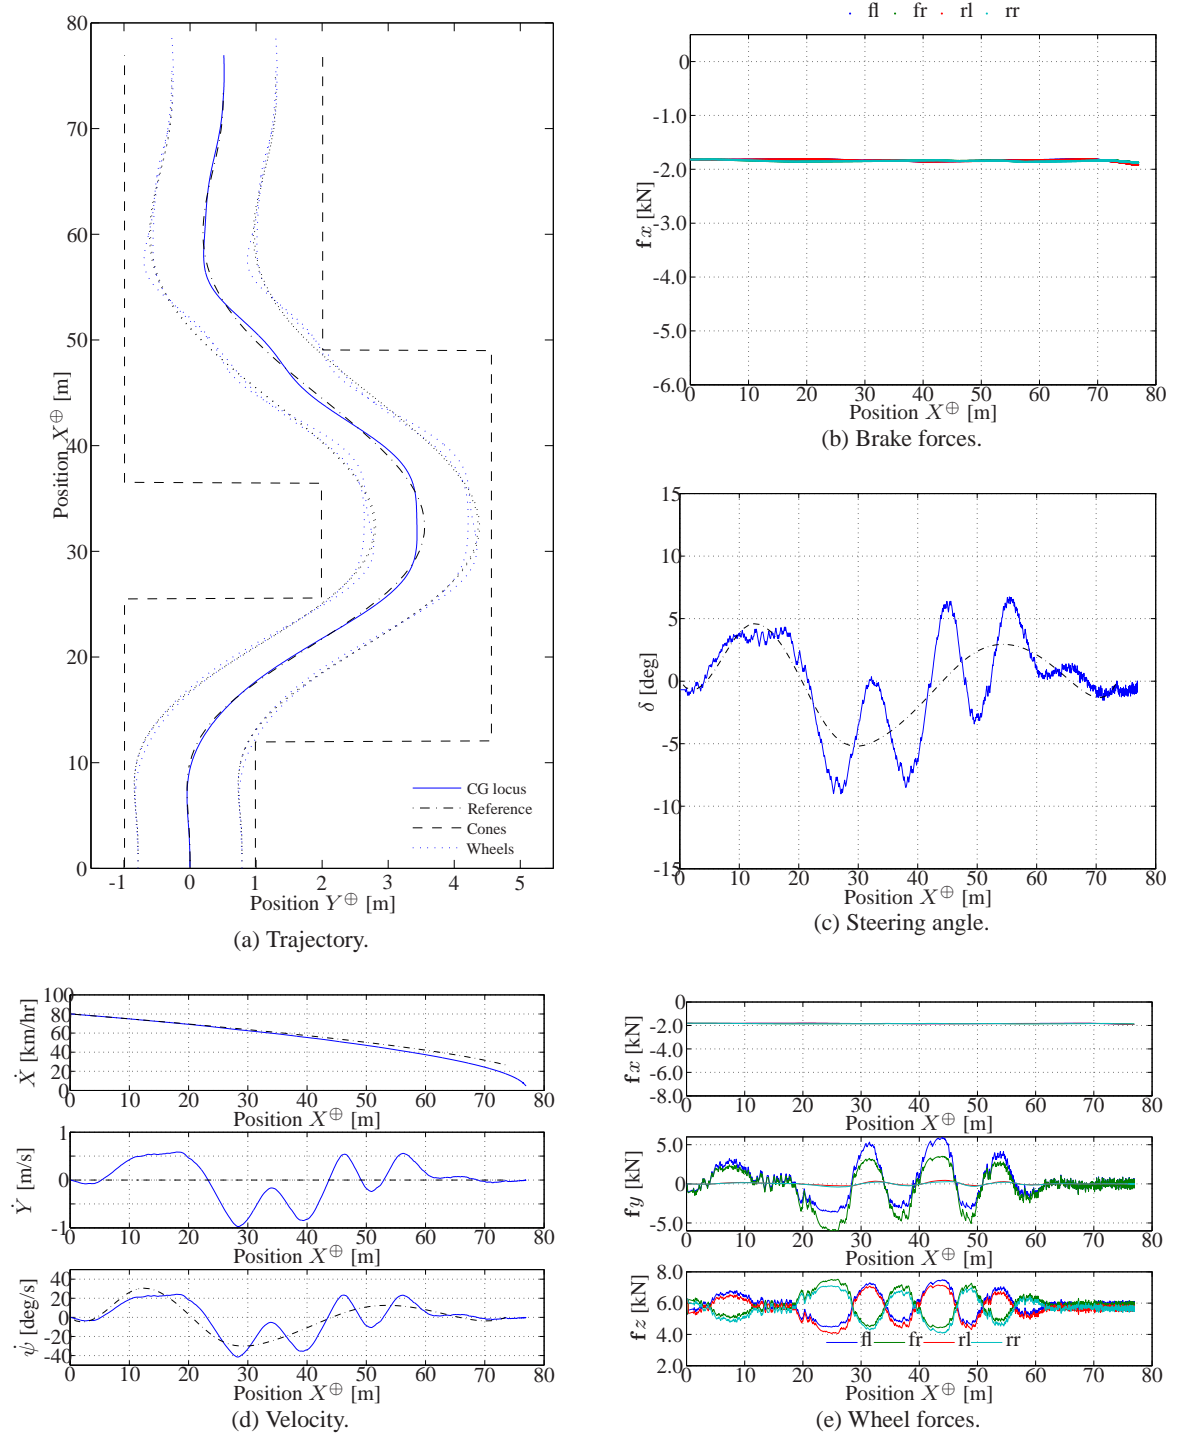 80
70
60
50
40
30
20
10
0
-1
0
1
2
3
4
5
Position X⊕ [m]
Position Y⊕ [m]
CG locus
Reference
Cones
Wheels
(a) Trajectory.
fl fr rl rr
0
-1.0
-2.0
-3.0
-4.0
-5.0
-6.0
fx [kN]
0 10 20 30 40 50 60 70 80
Position X⊕ [m]
(b) Brake forces.
15
10
5
0
-5
-10
-15
δ [deg]
0 10 20 30 40 50 60 70 80
Position X⊕ [m]
(c) Steering angle.
100
80
60
40
20
0
Ẋ [km/hr]
0 10 20 30 40 50 60 70 80
Position X⊕ [m]
1
0
-1
Ẏ [m/s]
0 10 20 30 40 50 60 70 80
Position X⊕ [m]
40
20
0
-20
-40
ψ̇ [deg/s]
0 10 20 30 40 50 60 70 80
Position X⊕ [m]
(d) Velocity.
0
-2.0
-4.0
-6.0
-8.0
fx [kN]
0 10 20 30 40 50 60 70 80
Position X⊕ [m]
5.0
0
-5.0
fy [kN]
0 10 20 30 40 50 60 70 80
Position X⊕ [m]
8.0
6.0
4.0
2.0
fz [kN]
fl fr rl rr
0 10 20 30 40 50 60 70 80
Position X⊕ [m]
(e) Wheel forces.